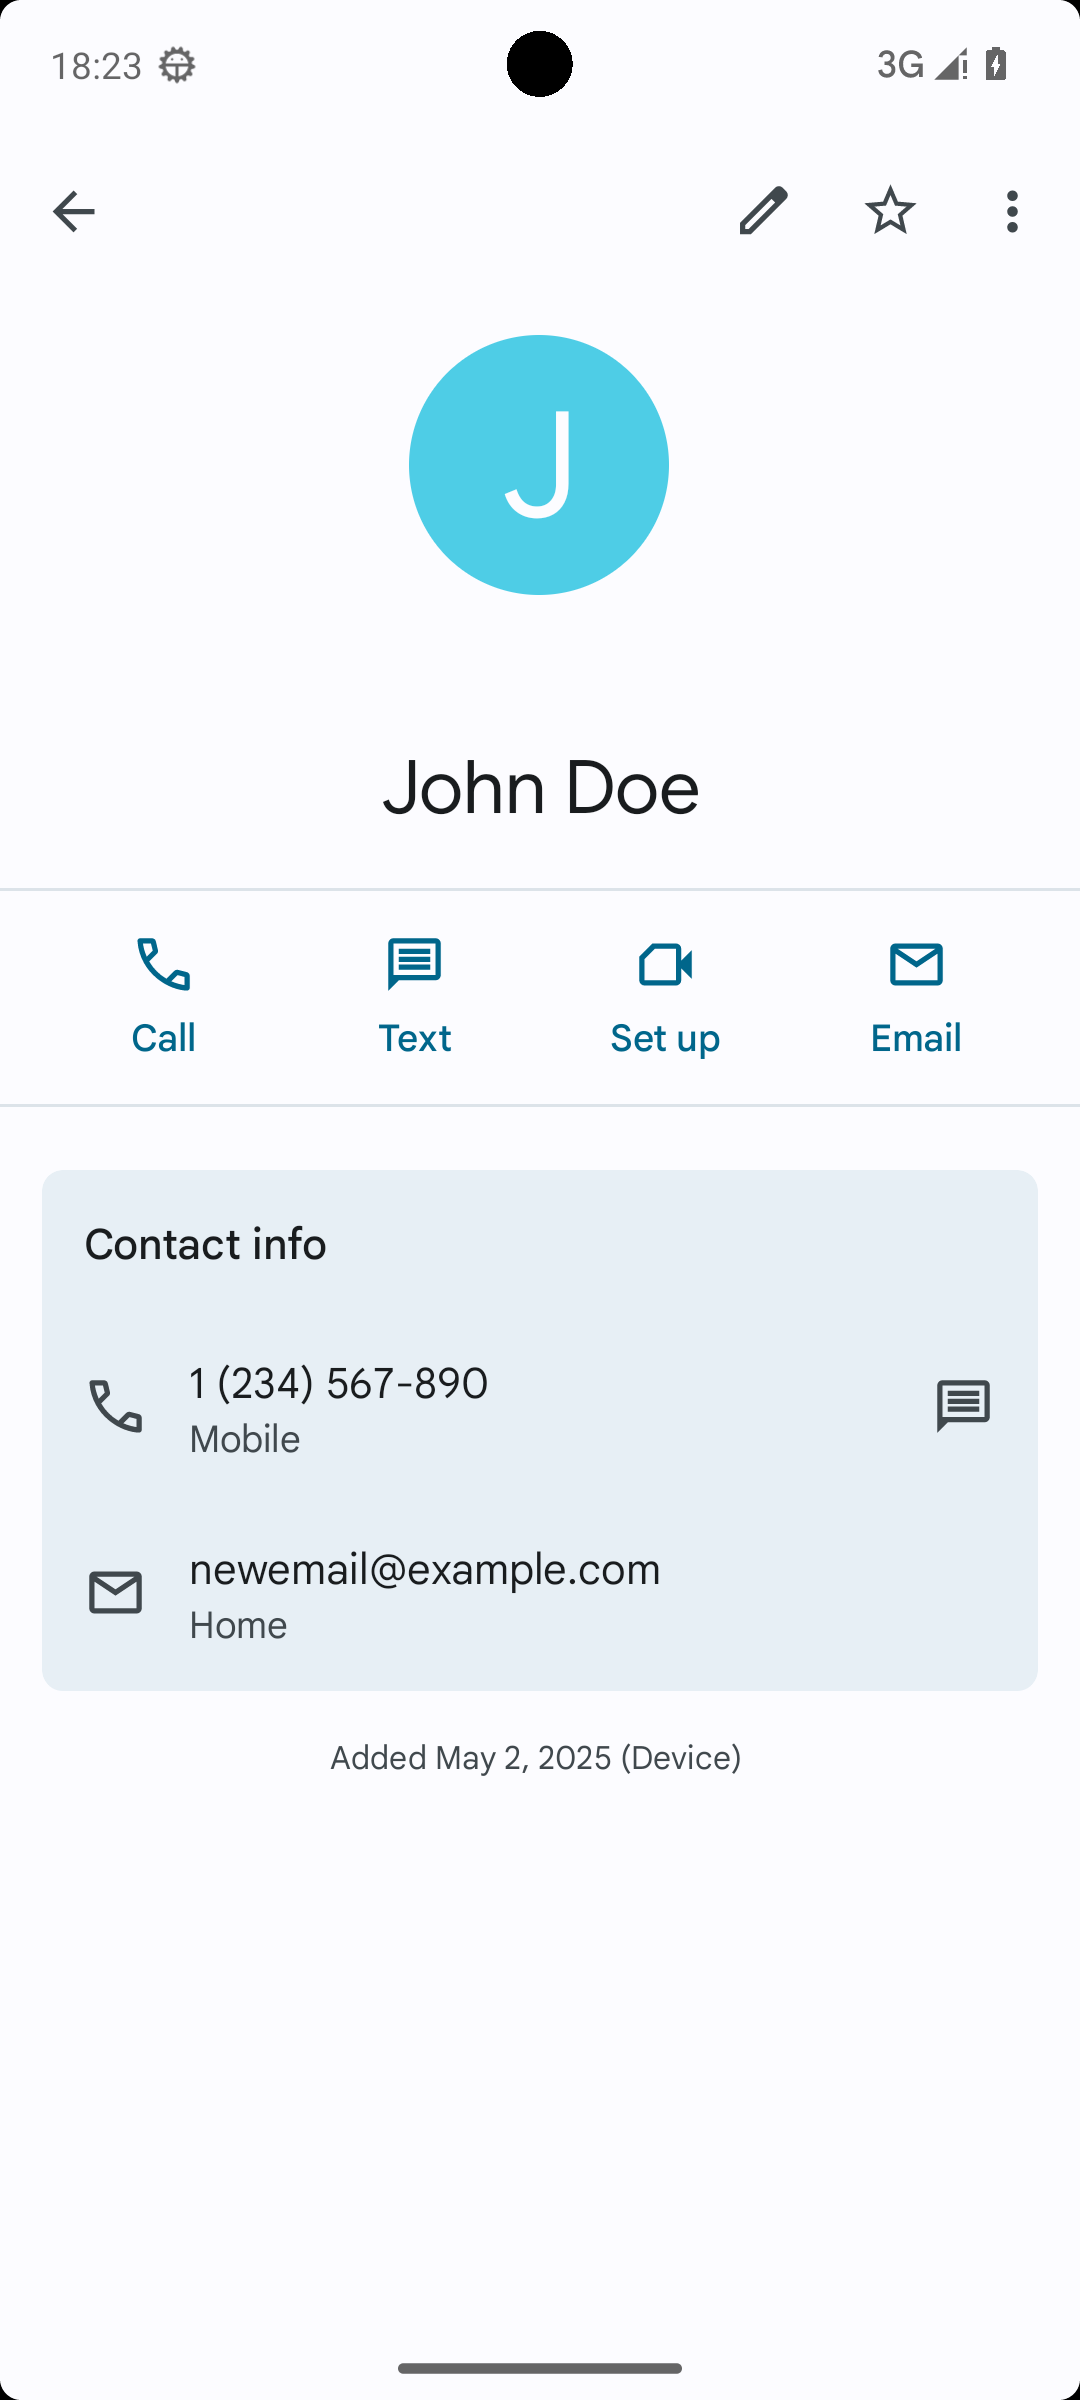 18:23
3G
J
John Doe
Call
Text
Set up
Email
Contact info
1 (234) 567-890
Mobile
newemail@example.com
Home
Added May 2, 2025 (Device)